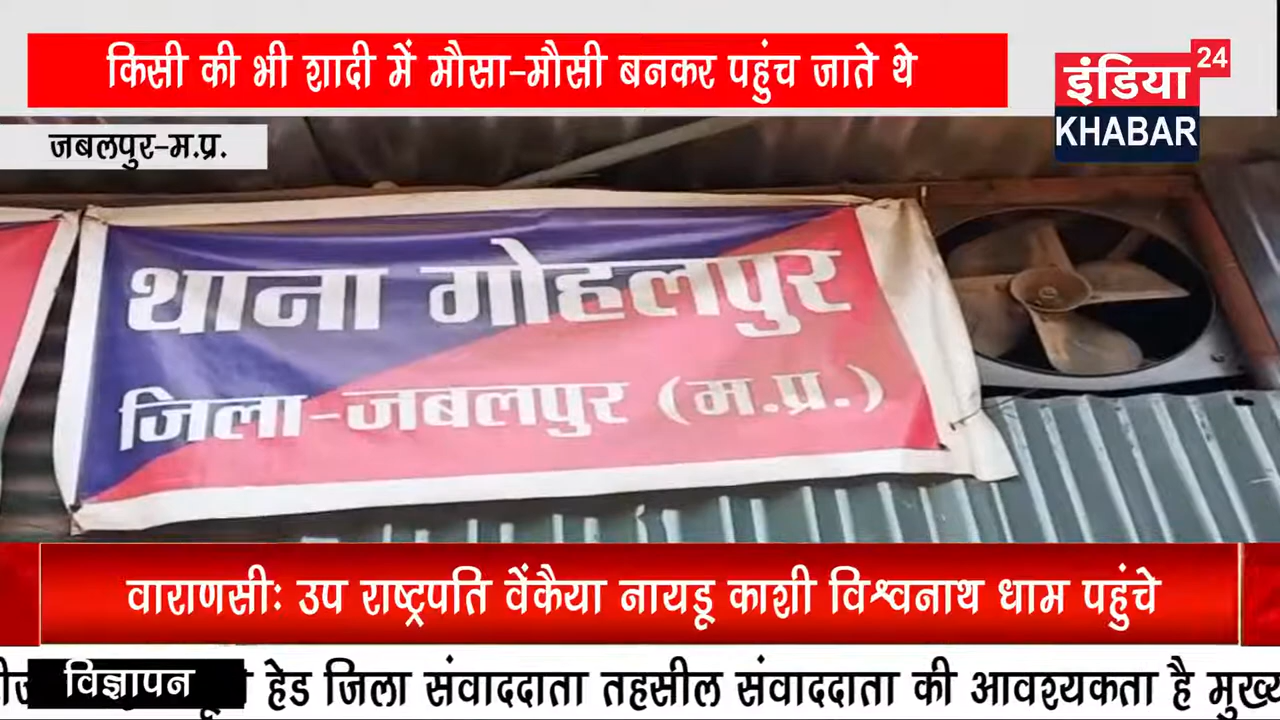 किसी की भी शादी में मौसा-मौसी बनकर पहुंच जाते थे
इंडिया 24
KHABAR
जबलपुर-म.प्र.
थाना गोहलपुर
जिला-जबलपुर (म.प्र.)
वाराणसी: उप राष्ट्रपति वेंकैया नायडू काशी विश्वनाथ धाम पहुंचे
विज्ञापन हेड जिला संवाददाता तहसील संवाददाता की आवश्यकता है मुख्य